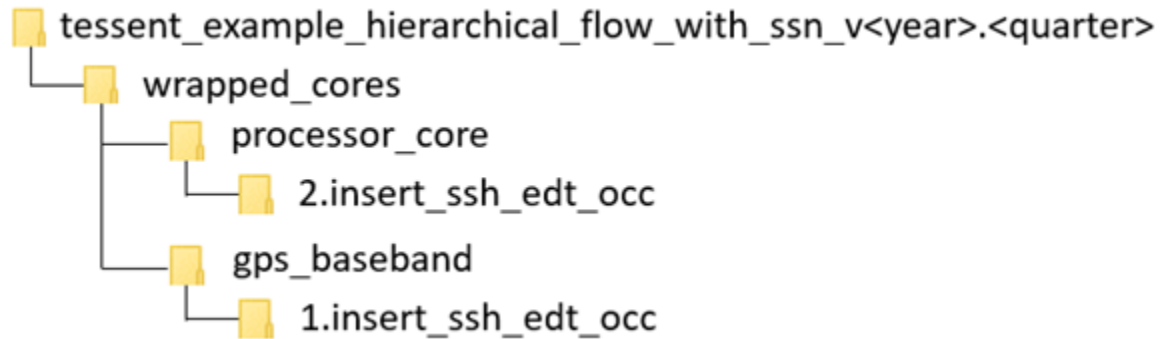 tessent_example_hierarchical_flow_with_ssn_v<year>.<quarter>
wrapped_cores
processor_core
2.insert_ssh_edt_occ
gps_baseband
1.insert_ssh_edt_occ